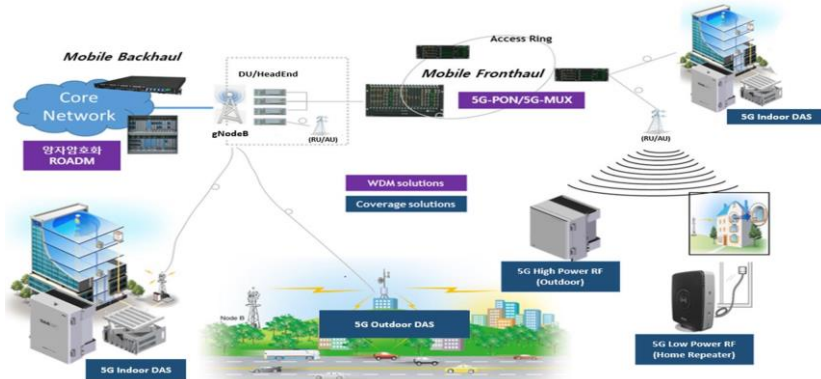 Mobile Backhaul
Core
Network
양자암호화
ROADM
DU/HeadEnd
gNodeB
(RU/AU)
Access Ring
Mobile Fronthaul
5G-PON/5G-MUX
5G Indoor DAS
(RU/AU)
WDM solutions
Coverage solutions
5G High Power RF
(Outdoor)
5G Low Power RF
(Home Repeater)
Node B
5G Outdoor DAS
5G Indoor DAS